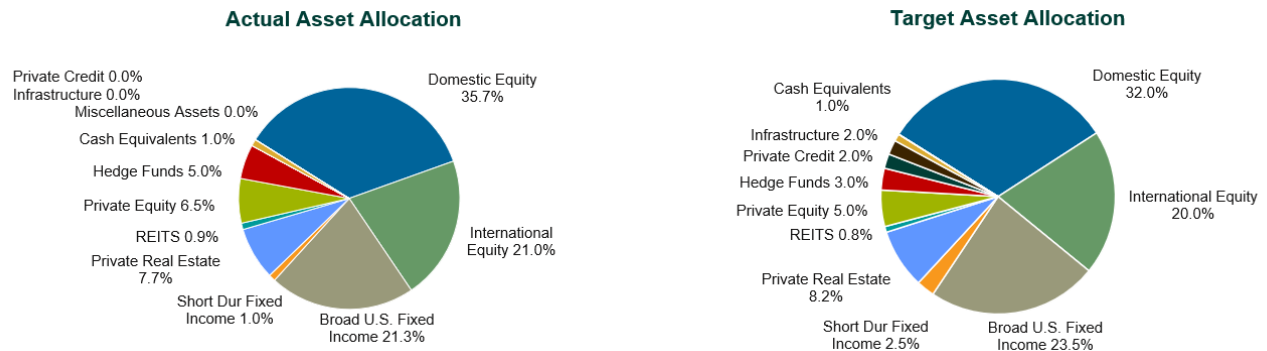 Actual Asset Allocation
Private Credit 0.0%
Infrastructure 0.0%
Miscellaneous Assets 0.0%
Cash Equivalents 1.0%
Hedge Funds 5.0%
Private Equity 6.5%
REITS 0.9%
Private Real Estate
7.7%
Short Dur Fixed
Income 1.0%
Broad U.S. Fixed
Income 21.3%
International
Equity 21.0%
Domestic Equity
35.7%
Target Asset Allocation
Cash Equivalents
1.0%
Infrastructure 2.0%
Private Credit 2.0%
Hedge Funds 3.0%
Private Equity 5.0%
REITS 0.8%
Private Real Estate
8.2%
Short Dur Fixed
Income 2.5%
Broad U.S. Fixed
Income 23.5%
International Equity
20.0%
Domestic Equity
32.0%